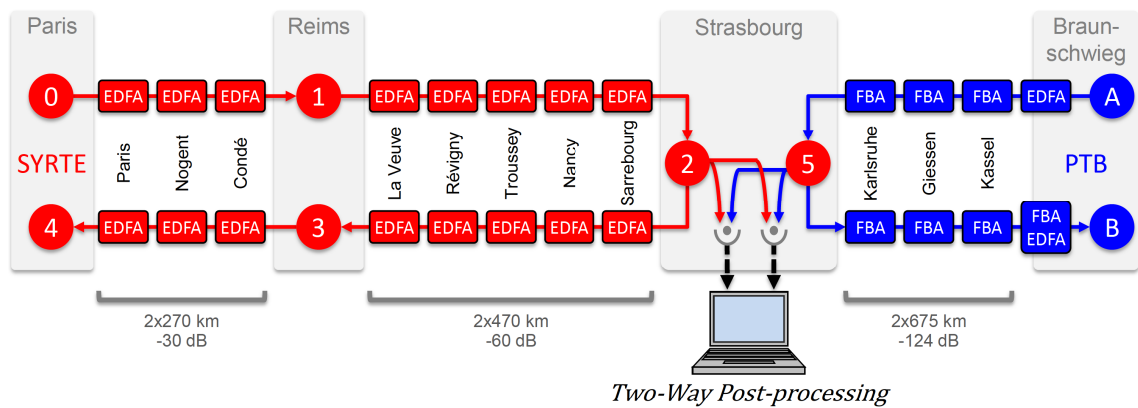 Paris
Reims
Strasbourg
Braun-
schwieg
0
EDFA
EDFA
EDFA
1
EDFA
EDFA
EDFA
EDFA
EDFA
FBA
FBA
FBA
EDFA
A
SYRTE
Paris
Nogent
Condé
La Veuve
Révigny
Troussey
Nancy
Sarrebourg
2
5
Karlsruhe
Giessen
Kassel
PTB
4
EDFA
EDFA
EDFA
3
EDFA
EDFA
EDFA
EDFA
EDFA
FBA
FBA
FBA
FBA
EDFA
B
2x270 km
-30 dB
2x470 km
-60 dB
2x675 km
-124 dB
Two-Way Post-processing